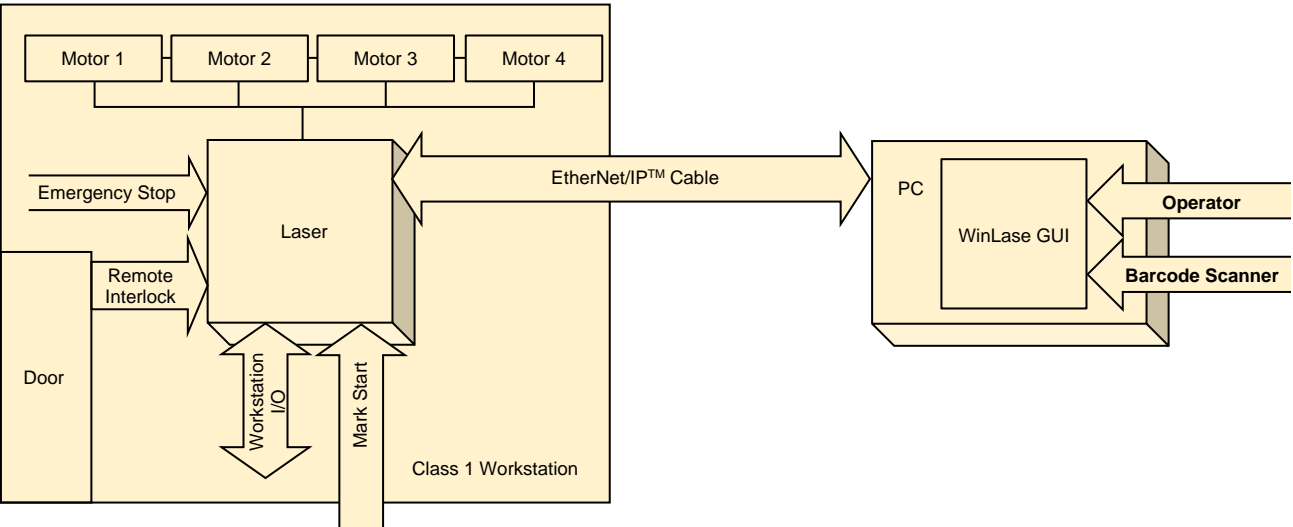 Motor 1
Motor 2
Motor 3
Motor 4
Emergency Stop
Laser
EtherNet/IP™ Cable
PC
WinLase GUI
Operator
Barcode Scanner
Remote
Interlock
Door
Workstation
I/O
Mark Start
Class 1 Workstation